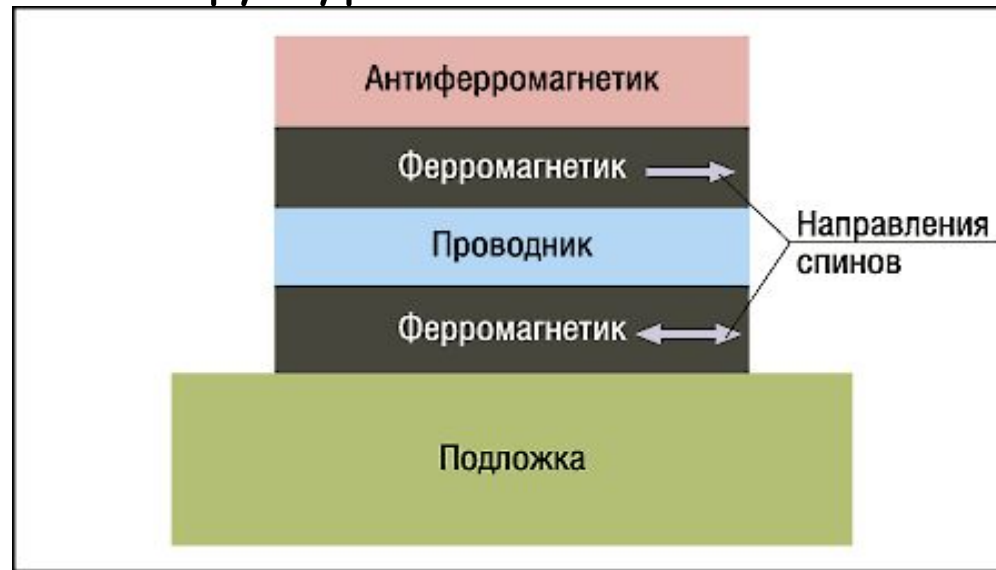 Антиферромагнетик
Ферромагнетик
Проводник
Направления
спинов
Ферромагнетик
Подложка